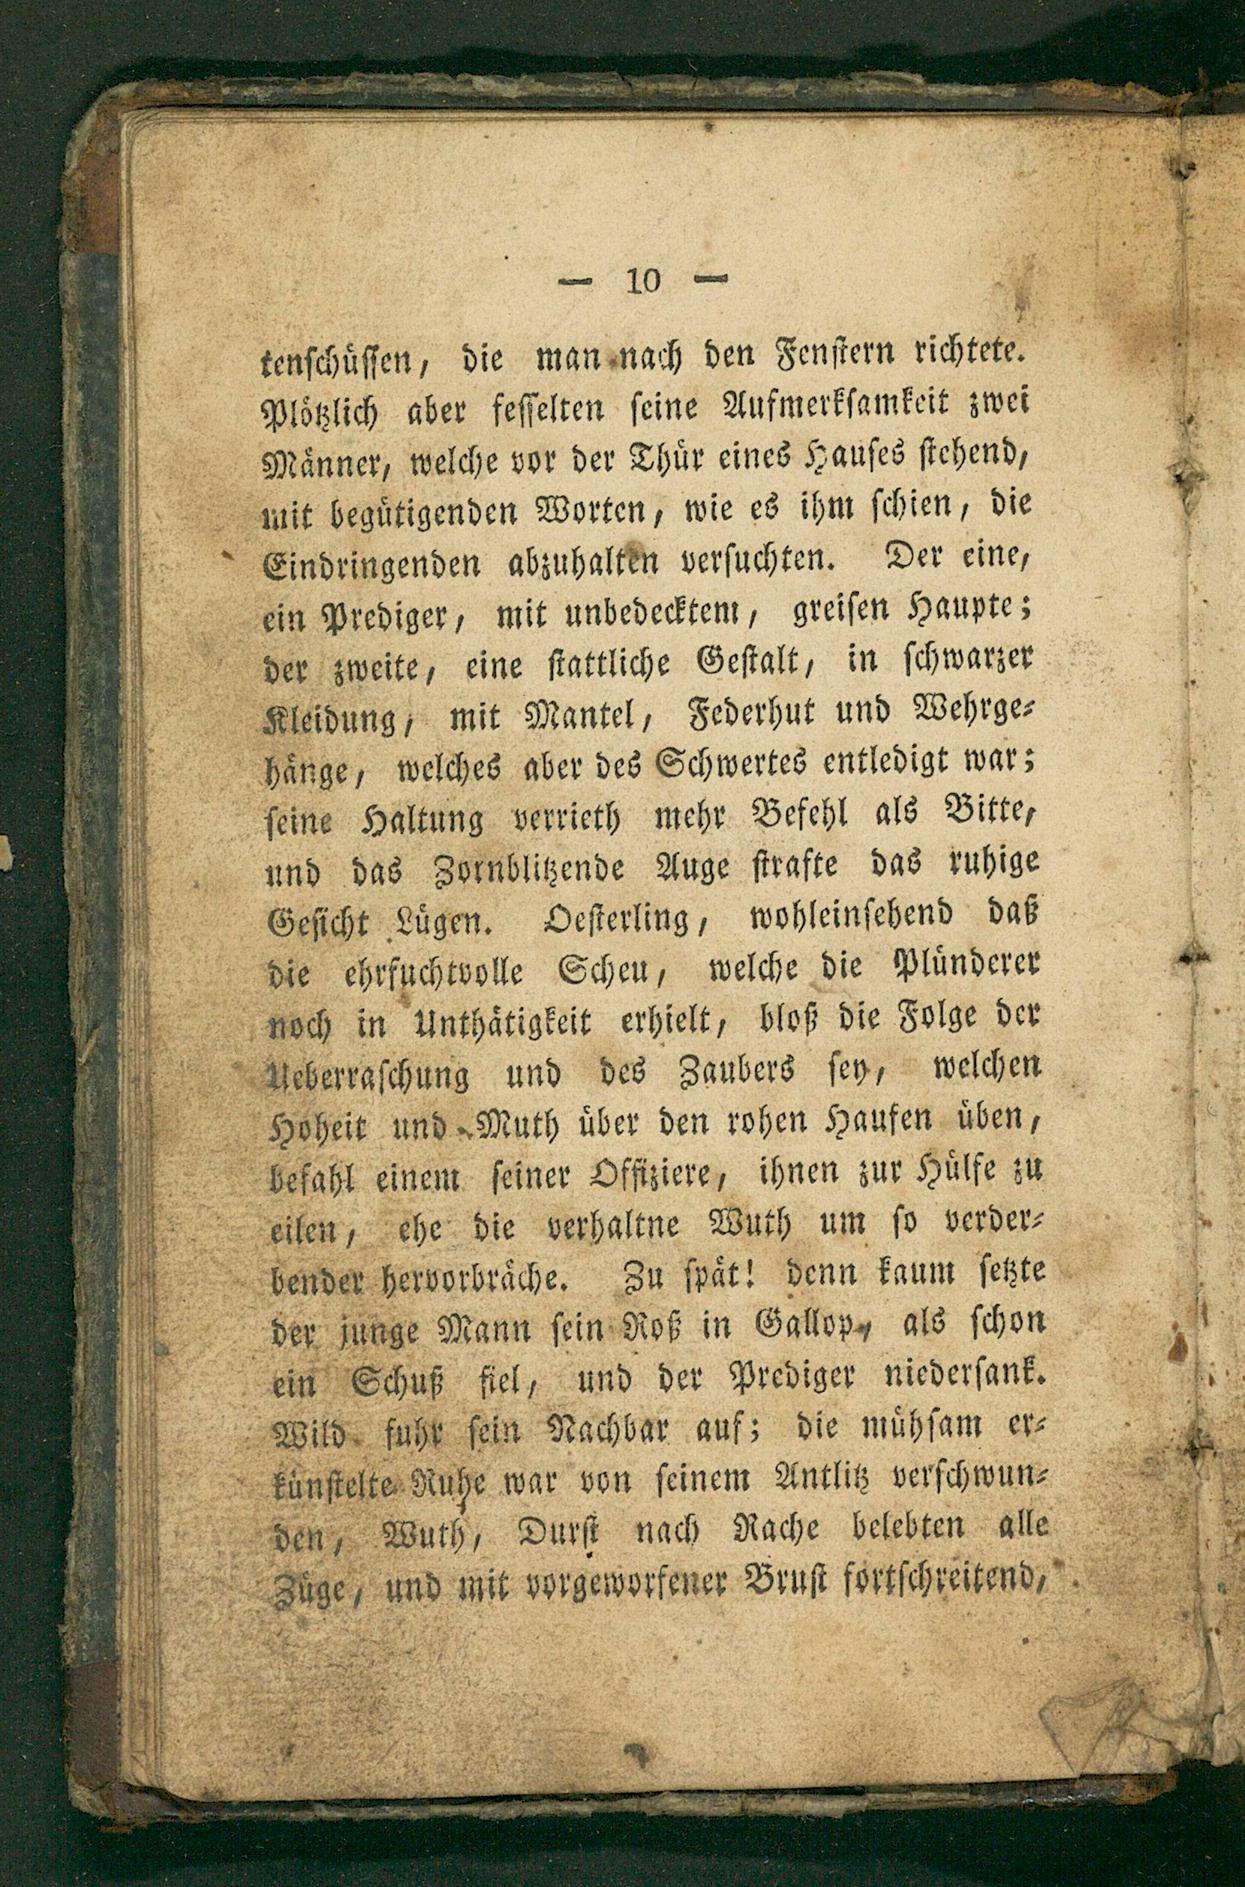 — 10 —
tenschüssen, die man nach den Fenstern richtete.
Plötzlich aber fesselten seine Aufmerksamkeit zwei
Männer, welche vor der Thür eines Hauses stehend,
mit begütigenden Worten, wie es ihm schien, die
Eindringenden abzuhalten versuchten. Der eine,
ein Prediger, mit unbedecktem, greisen Haupte;
der zweite, eine stattliche Gestalt, in schwarzer
Kleidung, mit Mantel, Federhut und Wehrge-
hänge, welches aber des Schwertes entledigt war;
seine Haltung verrieth mehr Befehl als Bitte,
und das Zornblitzende Auge strafte das ruhige
Gesicht Lügen. Oesterling, wohleinsehend daß
die ehrfuchtvolle Scheu, welche die Plünderer
noch in Unthätigkeit erhielt, bloß die Folge der
Ueberraschung und des Zaubers sey, welchen
Hoheit und Muth über den rohen Haufen üben,
befahl einem seiner Offiziere, ihnen zur Hülfe zu
eilen, ehe die verhaltne Wuth um so verder-
bender hervorbräche. Zu spät! denn kaum setzte
der junge Mann sein Roß in Gallop, als schon
ein Schuß fiel, und der Prediger niedersank.
Wild fuhr sein Nachbar auf; die mühsam er-
künstelte Ruhe war von seinem Antlitz verschwun-
den, Wuth, Durst nach Rache belebten alle
Züge, und mit vorgeworfener Brust fortschreitend,